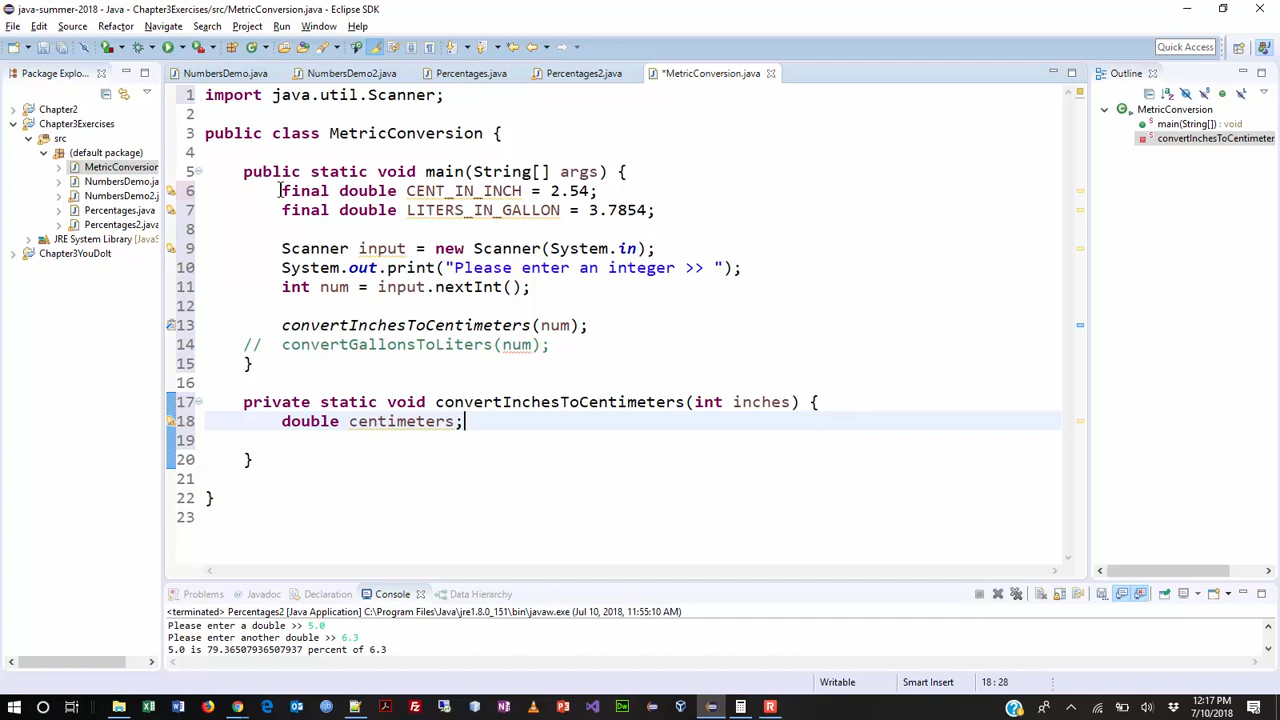 java-summer-2018 - Java - Chapter3Exercises/src/MetricConversion.java - Eclipse SDK
File Edit Source Refactor Navigate Search Project Run Window Help
Quick Access
Package Explo...
NumbersDemo.java
NumbersDemo2.java
Percentages.java
Percentages2.java
*MetricConversion.java
Outline
Chapter2
Chapter3Exercises
src
(default package)
MetricConversion
NumbersDemo.ja
NumbersDemo2.j
Percentages.java
Percentages2.java
JRE System Library [JavaS
Chapter3YouDoIt
1 import java.util.Scanner;
2
3 public class MetricConversion {
4
5 public static void main(String[] args) {
6 final double CENT_IN_INCH = 2.54;
7 final double LITERS_IN_GALLON = 3.7854;
8
9 Scanner input = new Scanner(System.in);
10 System.out.print("Please enter an integer >> ");
11 int num = input.nextInt();
12
13 convertInchesToCentimeters(num);
14 // convertGallonsToLiters(num);
15 }
16
17 private static void convertInchesToCentimeters(int inches) {
18 double centimeters;
19
20 }
21
22 }
23
MetricConversion
main(String[]) : void
convertInchesToCentimeter
Problems Javadoc Declaration Console Data Hierarchy
<terminated> Percentages2 [Java Application] C:\Program Files\Java\jre1.8.0_151\bin\javaw.exe (Jul 10, 2018, 11:55:10 AM)
Please enter a double >> 5.0
Please enter another double >> 6.3
5.0 is 79.36507936507937 percent of 6.3
Writable Smart Insert 18 : 28
12:17 PM
7/10/2018